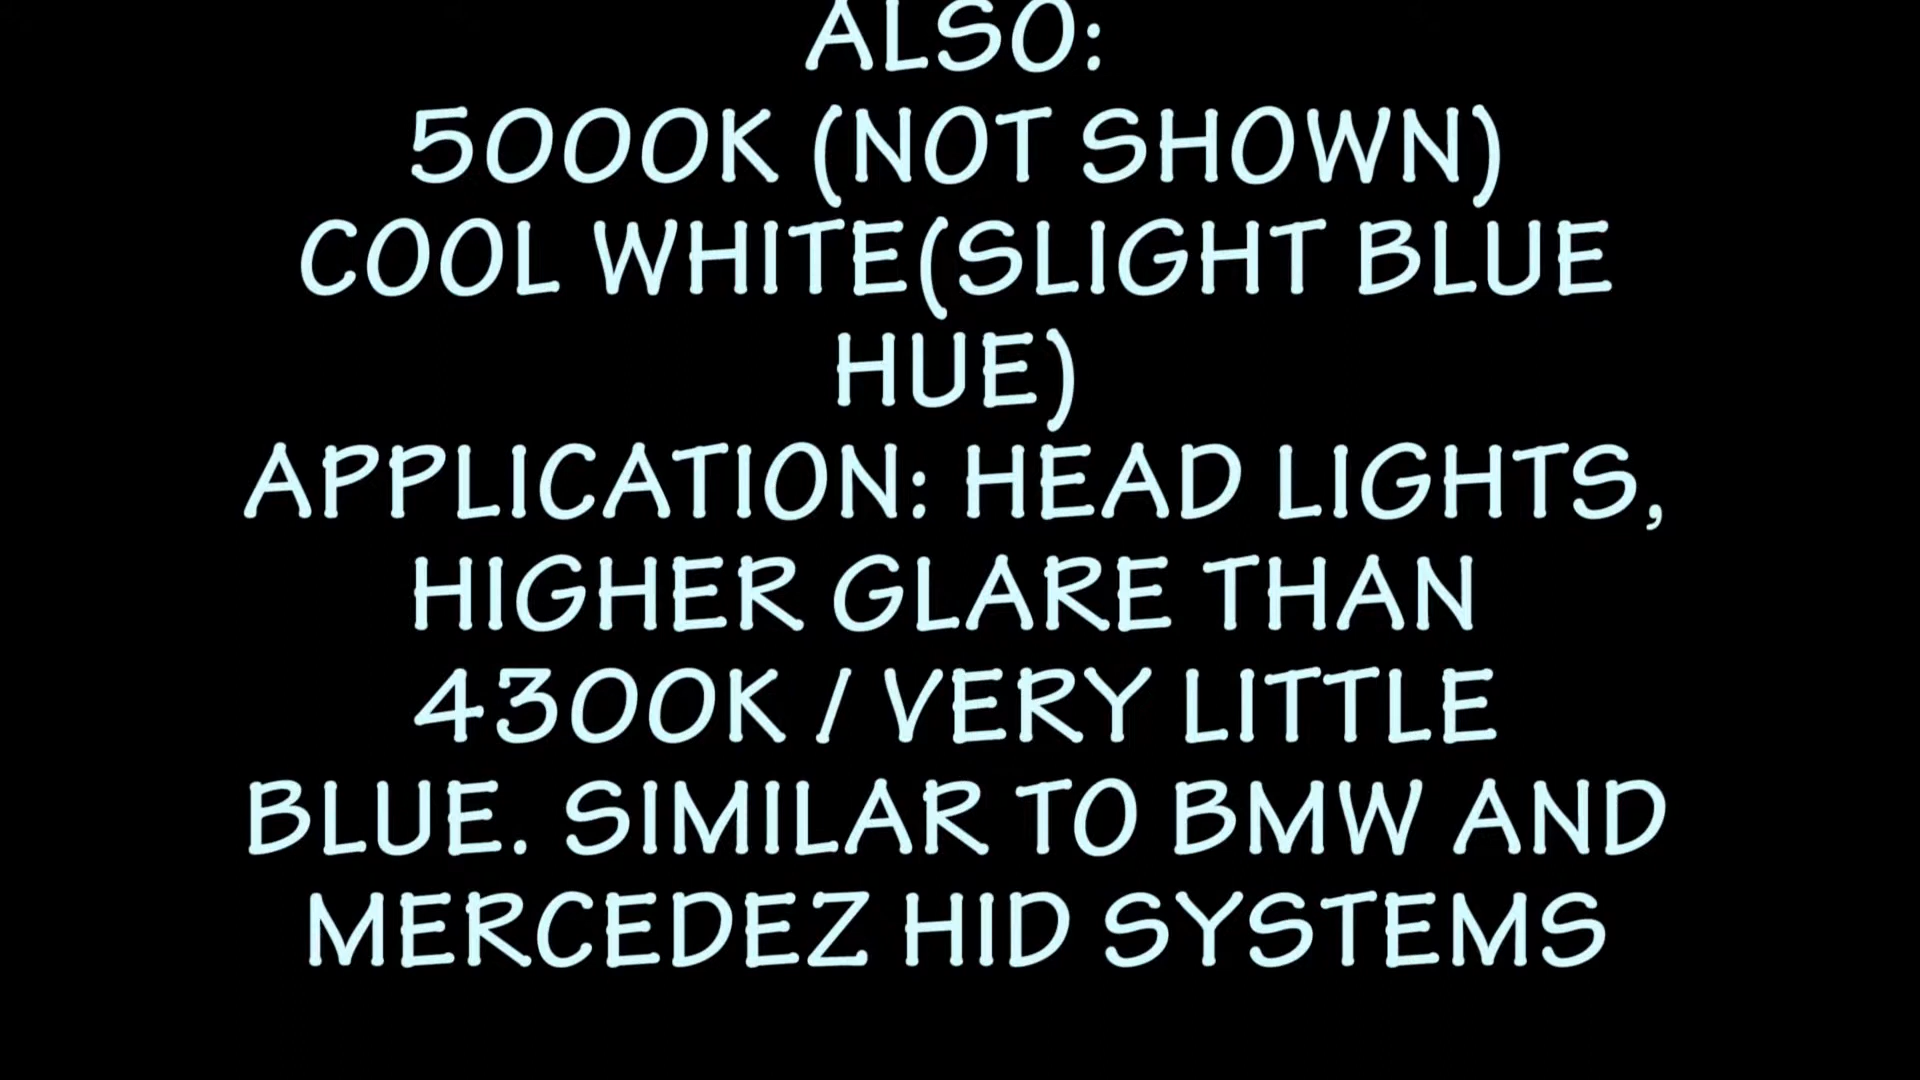 ALSO:
5000K (NOT SHOWN)
COOL WHITE(SLIGHT BLUE
HUE)
APPLICATION: HEAD LIGHTS,
HIGHER GLARE THAN
4300K / VERY LITTLE
BLUE. SIMILAR TO BMW AND
MERCEDEZ HID SYSTEMS